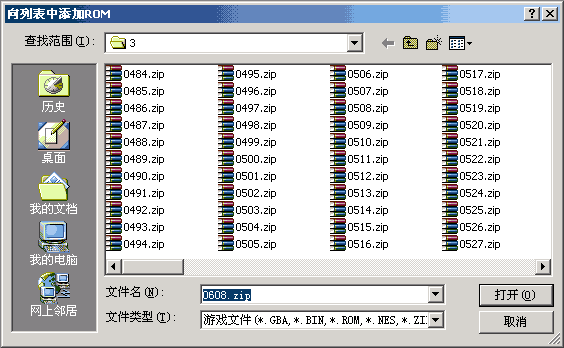 向列表中添加ROM
查找范围(I):
3
历史
桌面
我的文档
我的电脑
网上邻居
0484.zip
0485.zip
0486.zip
0487.zip
0488.zip
0489.zip
0490.zip
0491.zip
0492.zip
0493.zip
0494.zip
0495.zip
0496.zip
0497.zip
0498.zip
0499.zip
0500.zip
0501.zip
0502.zip
0503.zip
0504.zip
0505.zip
0506.zip
0507.zip
0508.zip
0509.zip
0510.zip
0511.zip
0512.zip
0513.zip
0514.zip
0515.zip
0516.zip
0517.zip
0518.zip
0519.zip
0520.zip
0521.zip
0522.zip
0523.zip
0524.zip
0525.zip
0526.zip
0527.zip
文件名(N):
0608.zip
打开(O)
文件类型(T):
游戏文件(*.GBA,*.BIN,*.ROM,*.NES,*.ZI
取消